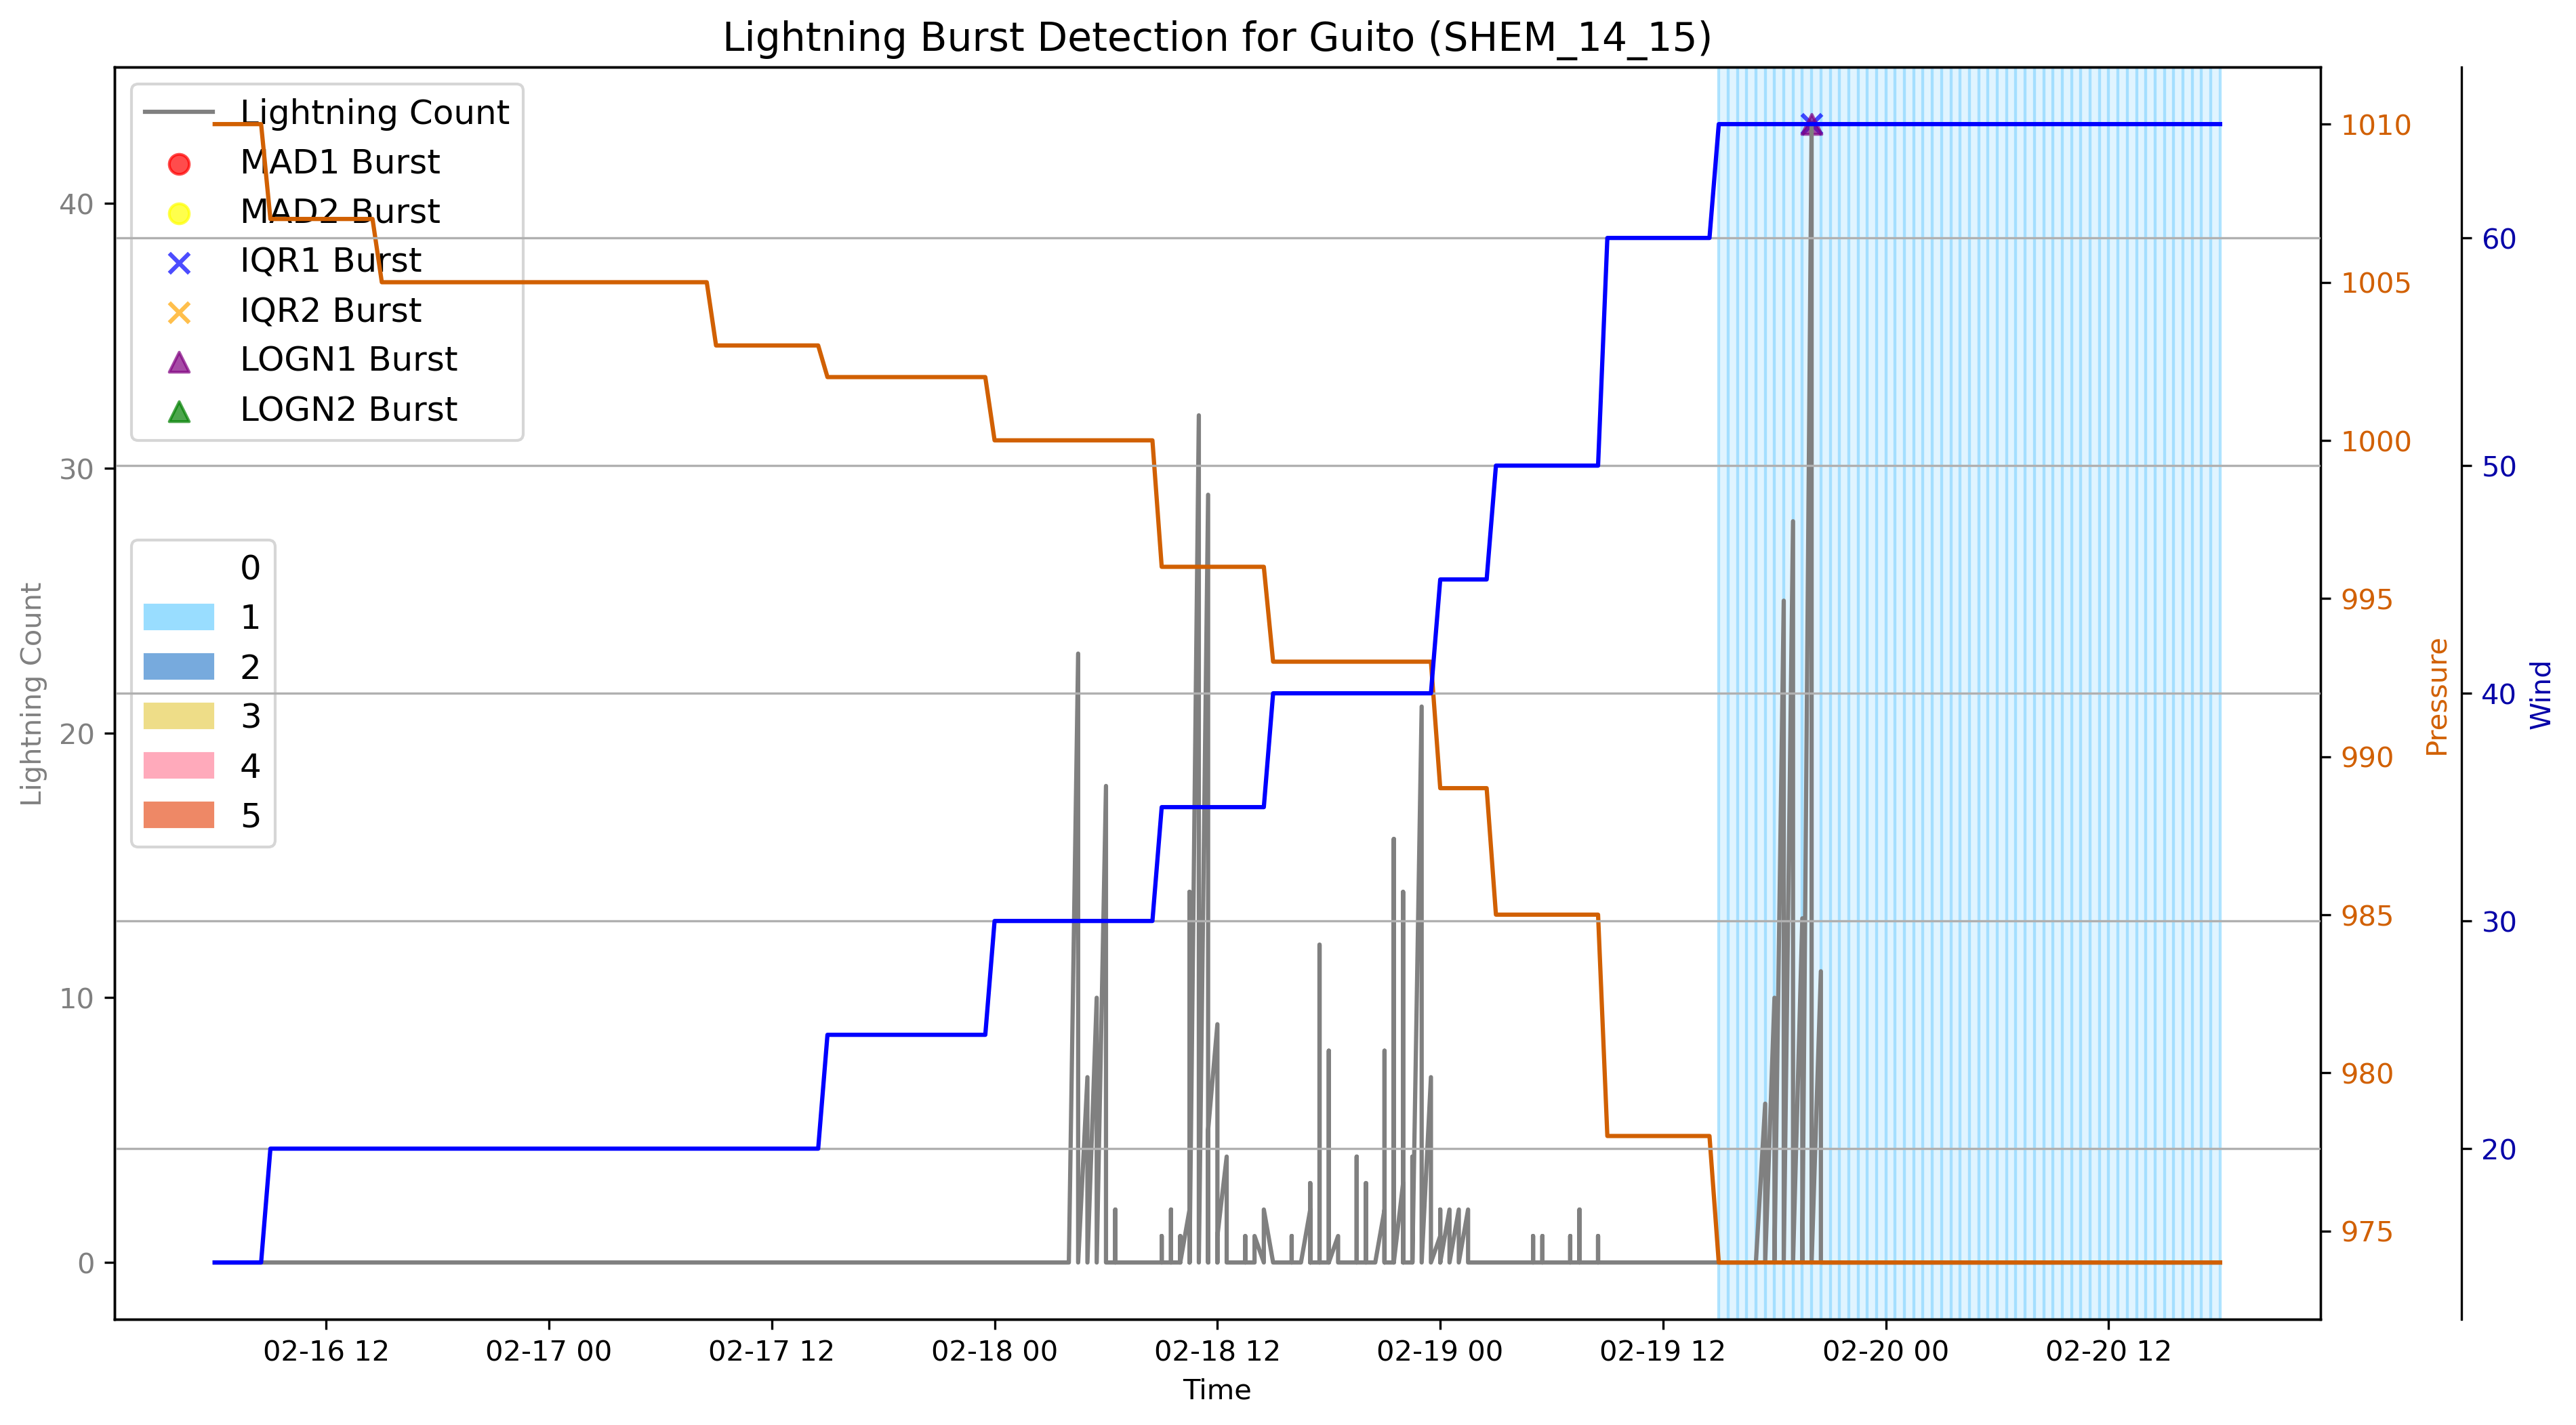 Lightning Burst Detection for Guito (SHEM_14_15)
Lightning Count
MAD1 Burst
MAD2 Burst
IQR1 Burst
IQR2 Burst
LOGN1 Burst
LOGN2 Burst
0
1
2
3
4
5
Lightning Count
40
30
20
10
0
02-16 12
02-17 00
02-17 12
02-18 00
02-18 12
02-19 00
02-19 12
02-20 00
02-20 12
Time
1010
1005
1000
995
990
985
980
975
Pressure
60
50
40
30
20
Wind